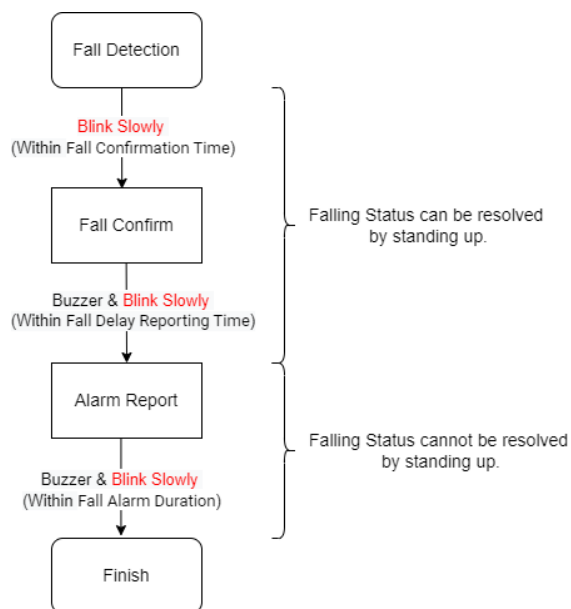 Fall Detection
Blink Slowly
(Within Fall Confirmation Time)
Fall Confirm
Falling Status can be resolved
by standing up.
Buzzer & Blink Slowly
(Within Fall Delay Reporting Time)
Alarm Report
Falling Status cannot be resolved
by standing up.
Buzzer & Blink Slowly
(Within Fall Alarm Duration)
Finish